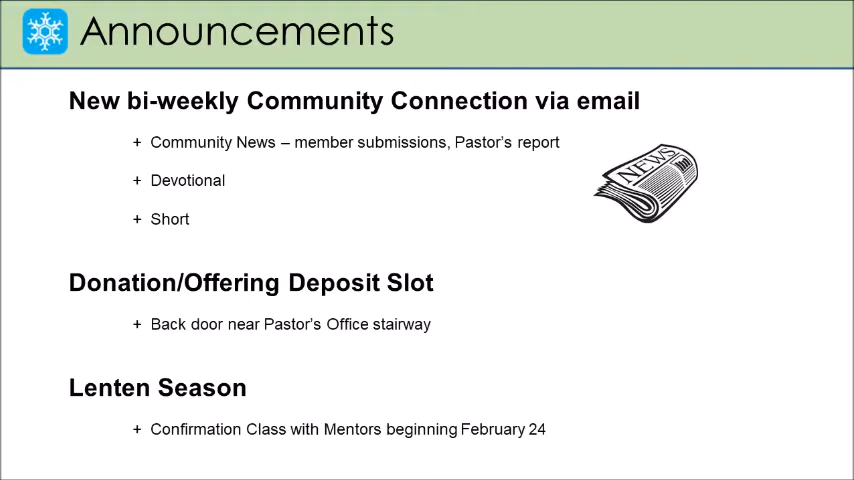 Announcements
New bi-weekly Community Connection via email
+ Community News – member submissions, Pastor’s report
NEWS
+ Devotional
+ Short
Donation/Offering Deposit Slot
+ Back door near Pastor’s Office stairway
Lenten Season
+ Confirmation Class with Mentors beginning February 24